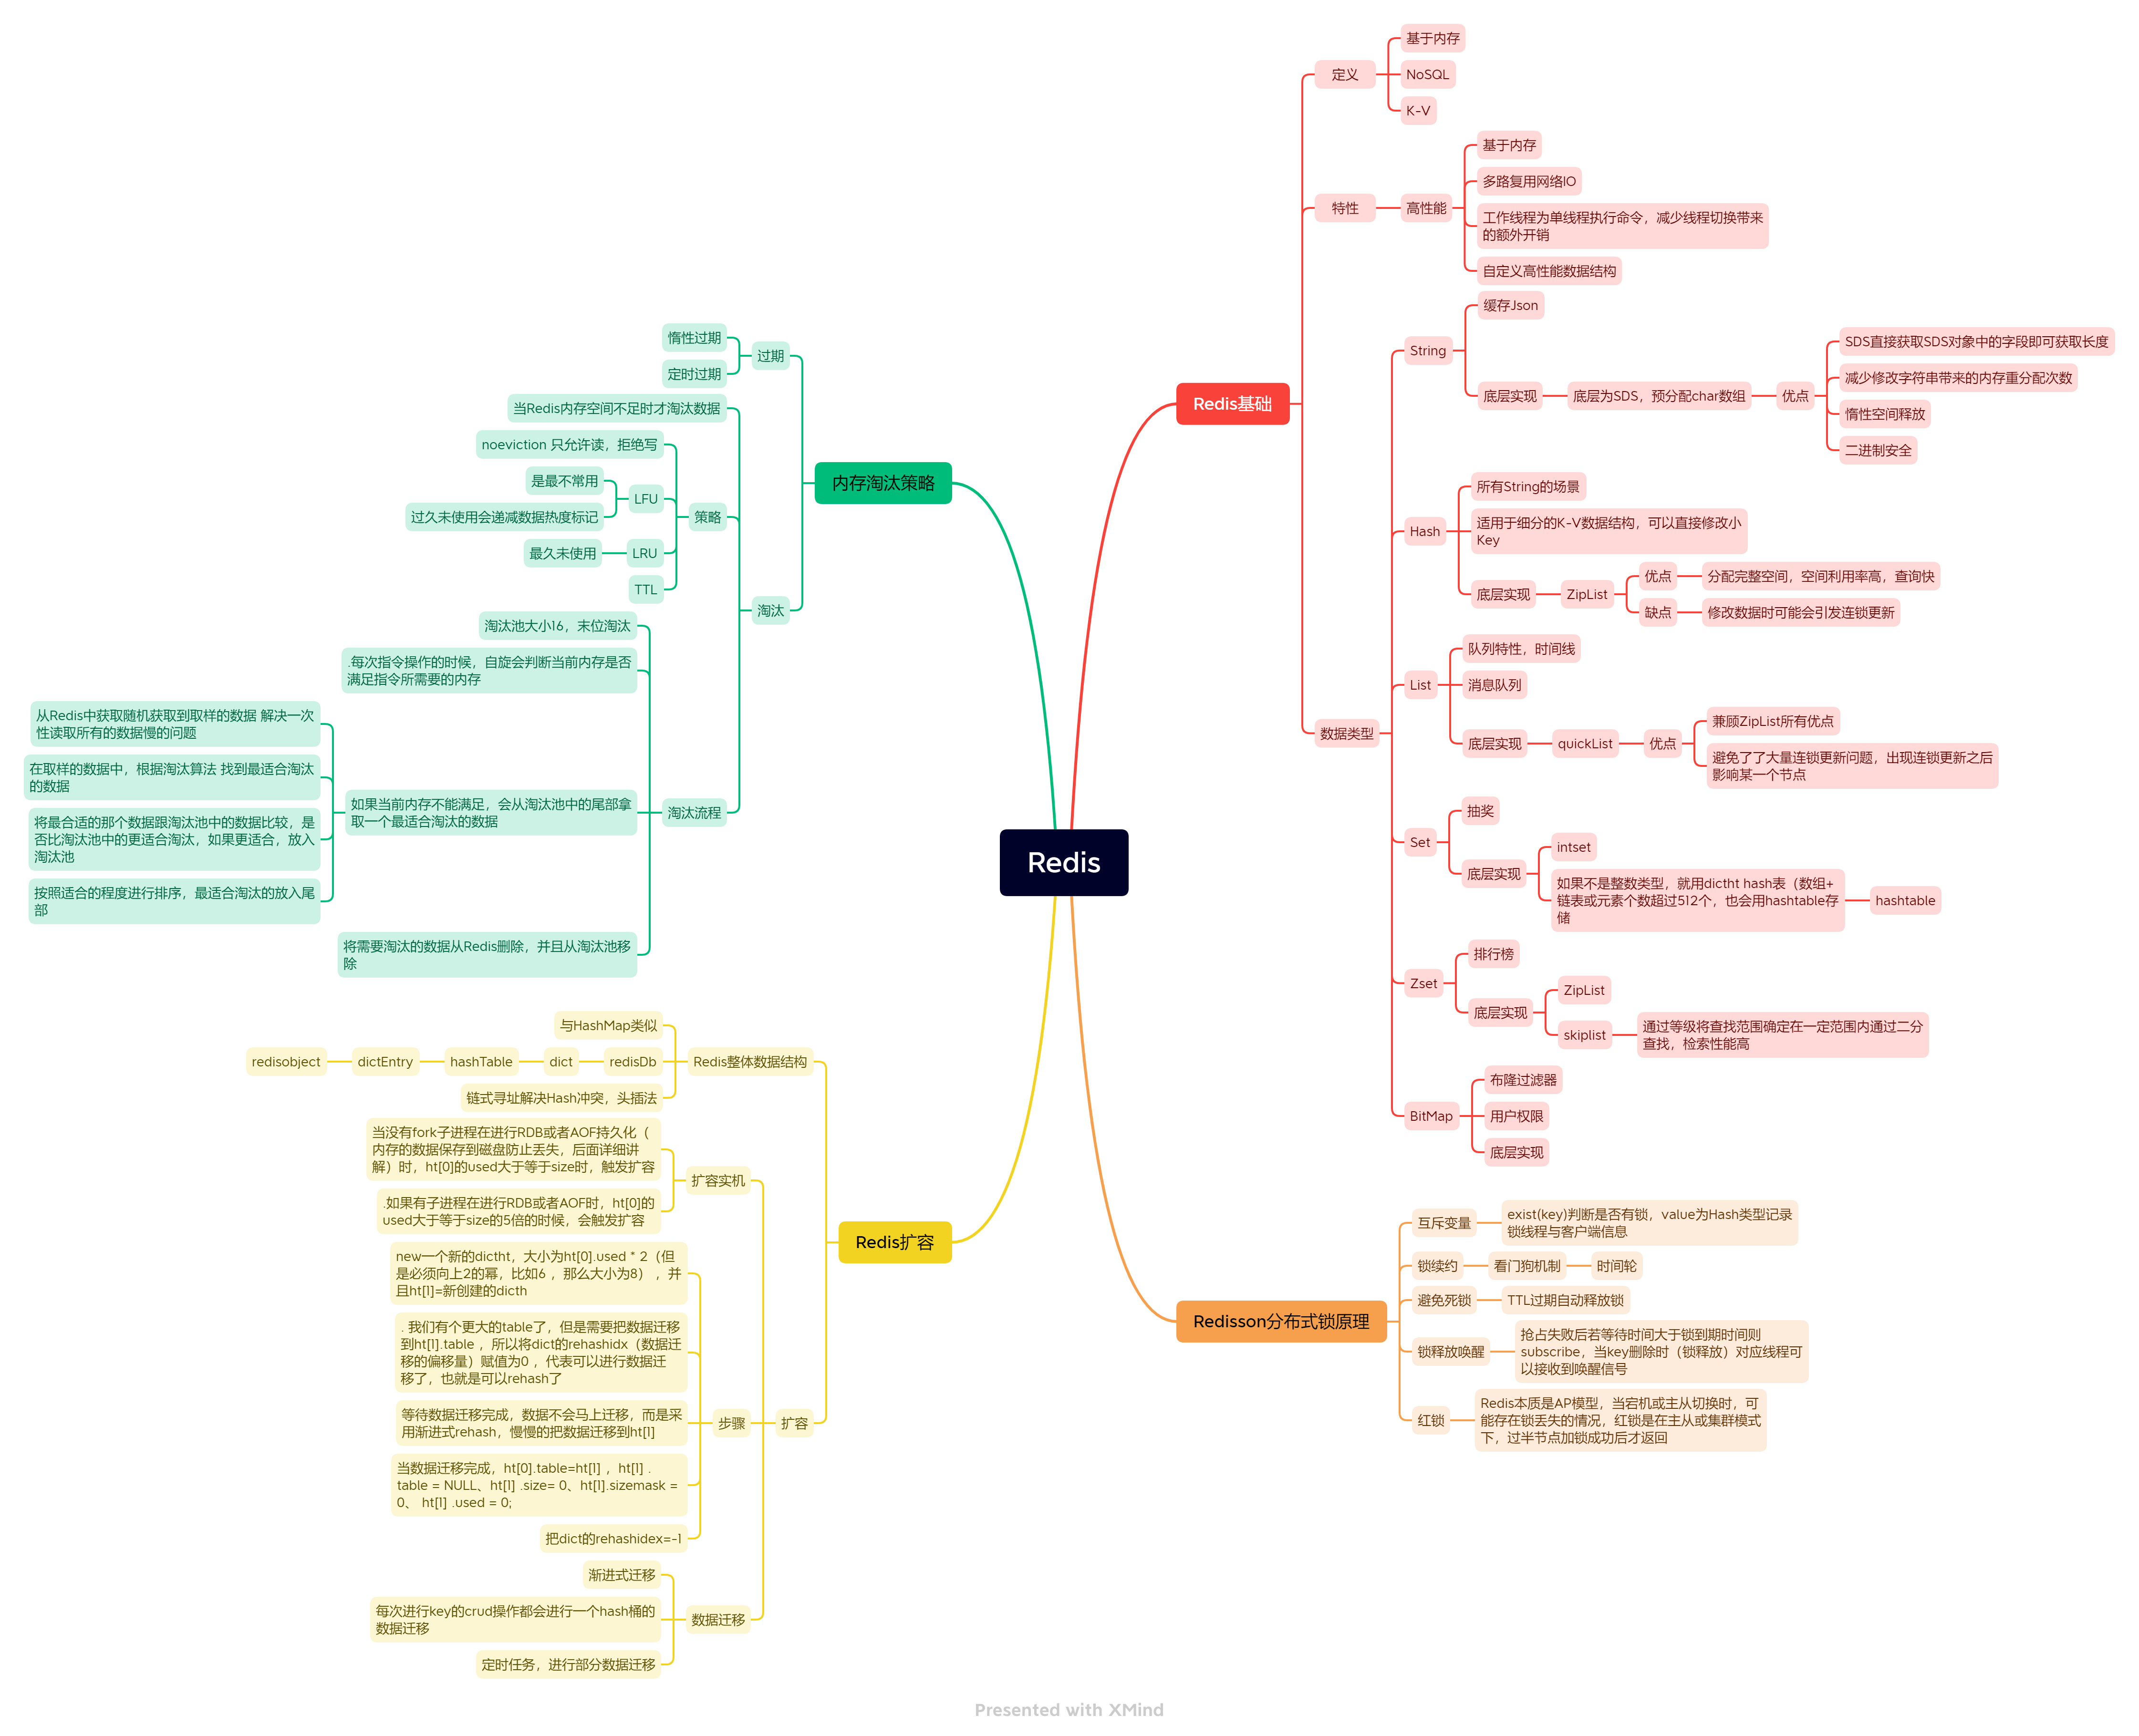 Redis
Redis基础
定义
基于内存
NoSQL
K-V
特性
高性能
基于内存
多路复用网络IO
工作线程为单线程执行命令，减少线程切换带来
的额外开销
自定义高性能数据结构
数据类型
String
缓存Json
底层实现
底层为SDS，预分配char数组
优点
SDS直接获取SDS对象中的字段即可获取长度
减少修改字符串带来的内存重分配次数
惰性空间释放
二进制安全
Hash
所有String的场景
适用于细分的K-V数据结构，可以直接修改小
Key
底层实现
ZipList
优点
分配完整空间，空间利用率高，查询快
缺点
修改数据时可能会引发连锁更新
List
队列特性，时间线
消息队列
底层实现
quickList
优点
兼顾ZipList所有优点
避免了了大量连锁更新问题，出现连锁更新之后
影响某一个节点
Set
抽奖
底层实现
intset
如果不是整数类型，就用dictht hash表（数组+
链表或元素个数超过512个，也会用hashtable存
储
hashtable
Zset
排行榜
底层实现
ZipList
skiplist
通过等级将查找范围确定在一定范围内通过二分
查找，检索性能高
BitMap
布隆过滤器
用户权限
底层实现
Redisson分布式锁原理
互斥变量
exist(key)判断是否有锁，value为Hash类型记录
锁线程与客户端信息
锁续约
看门狗机制
时间轮
避免死锁
TTL过期自动释放锁
锁释放唤醒
抢占失败后若等待时间大于锁到期时间则
subscribe，当key删除时（锁释放）对应线程可
以接收到唤醒信号
红锁
Redis本质是AP模型，当宕机或主从切换时，可
能存在锁丢失的情况，红锁是在主从或集群模式
下，过半节点加锁成功后才返回
内存淘汰策略
过期
惰性过期
定时过期
淘汰
当Redis内存空间不足时才淘汰数据
策略
noeviction 只允许读，拒绝写
LFU
是最不常用
过久未使用会递减数据热度标记
LRU
最久未使用
TTL
淘汰流程
淘汰池大小16，末位淘汰
.每次指令操作的时候，自旋会判断当前内存是否
满足指令所需要的内存
如果当前内存不能满足，会从淘汰池中的尾部拿
取一个最适合淘汰的数据
从Redis中获取随机获取到取样的数据 解决一次
性读取所有的数据慢的问题
在取样的数据中，根据淘汰算法 找到最适合淘汰
的数据
将最合适的那个数据跟淘汰池中的数据比较，是
否比淘汰池中的更适合淘汰，如果更适合，放入
淘汰池
按照适合的程度进行排序，最适合淘汰的放入尾
部
将需要淘汰的数据从Redis删除，并且从淘汰池移
除
Redis扩容
Redis整体数据结构
与HashMap类似
redisDb
dict
hashTable
dictEntry
redisobject
链式寻址解决Hash冲突，头插法
扩容
扩容实机
当没有fork子进程在进行RDB或者AOF持久化（
内存的数据保存到磁盘防止丢失，后面详细讲
解）时，ht[0]的used大于等于size时，触发扩容
.如果有子进程在进行RDB或者AOF时，ht[0]的
used大于等于size的5倍的时候，会触发扩容
步骤
new一个新的dictht，大小为ht[0].used * 2（但
是必须向上2的幂，比如6 ，那么大小为8） ，并
且ht[1]=新创建的dicth
. 我们有个更大的table了，但是需要把数据迁移
到ht[1].table ，所以将dict的rehashidx（数据迁
移的偏移量）赋值为0 ，代表可以进行数据迁
移了，也就是可以rehash了
等待数据迁移完成，数据不会马上迁移，而是采
用渐进式rehash，慢慢的把数据迁移到ht[1]
当数据迁移完成，ht[0].table=ht[1] ，ht[1] .
table = NULL、ht[1] .size= 0、ht[1].sizemask =
0、 ht[1] .used = 0;
把dict的rehashidex=-1
数据迁移
渐进式迁移
每次进行key的crud操作都会进行一个hash桶的
数据迁移
定时任务，进行部分数据迁移
Presented with XMind